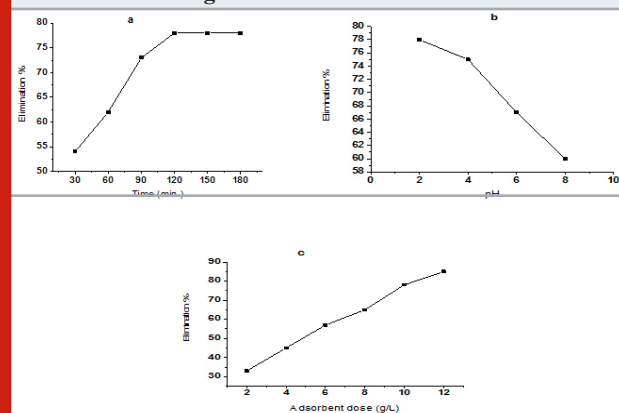 a
80
75
70
65
60
55
50
Elimination %
30 60 90 120 150 180
Time (min.)
b
80
78
76
74
72
70
68
66
64
62
60
58
Elimination %
0 2 4 6 8 10
pH
c
90
80
70
60
50
40
30
Elimination %
2 4 6 8 10 12
Adsorbent dose (g/L)